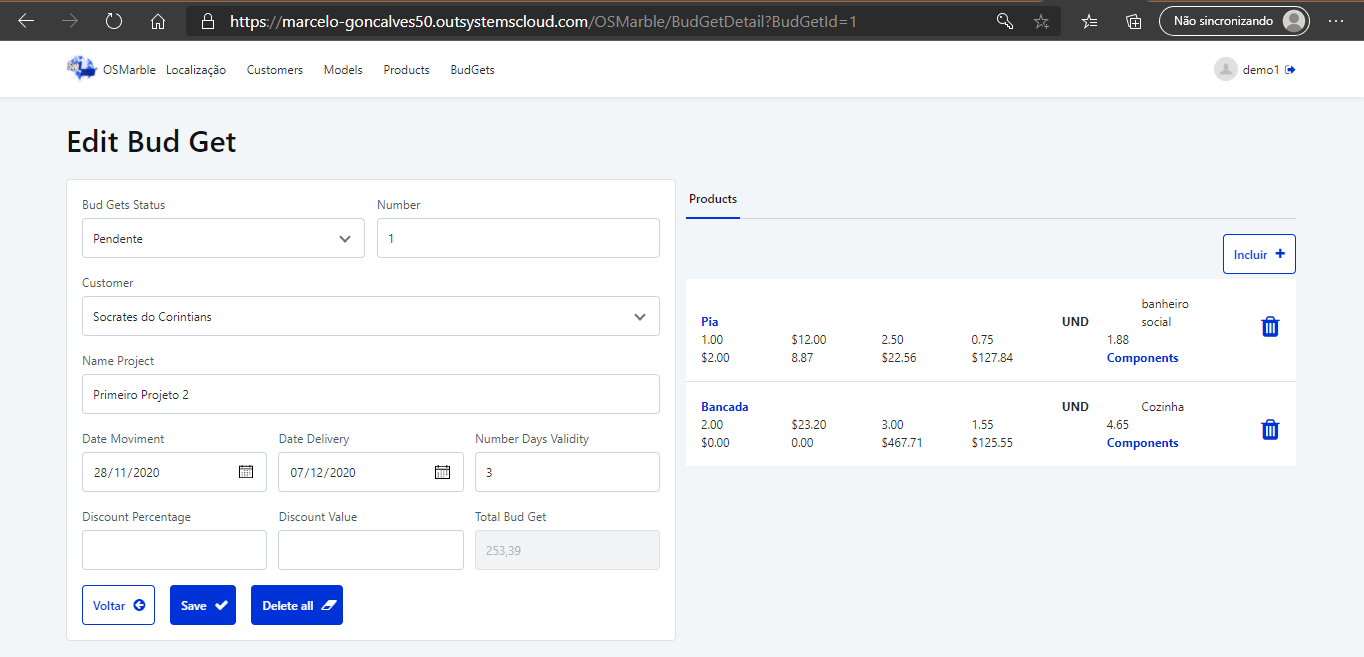 https://marcelo-goncalves50.outsystemscloud.com/OSMarble/BudGetDetail?BudGetId=1
Não sincronizando
OSMarble Localização Customers Models Products BudGets
demo1
Edit Bud Get
Bud Gets Status Number
Pendente 1
Customer
Socrates do Corintians
Name Project
Primeiro Projeto 2
Date Moviment Date Delivery Number Days Validity
28/11/2020 07/12/2020 3
Discount Percentage Discount Value Total Bud Get
253,39
Voltar Save Delete all
Products
Incluir
banheiro
Pia UND social
1.00 $12.00 2.50 0.75 1.88
$2.00 8.87 $22.56 $127.84 Components
Bancada UND Cozinha
2.00 $23.20 3.00 1.55 4.65
$0.00 0.00 $467.71 $125.55 Components